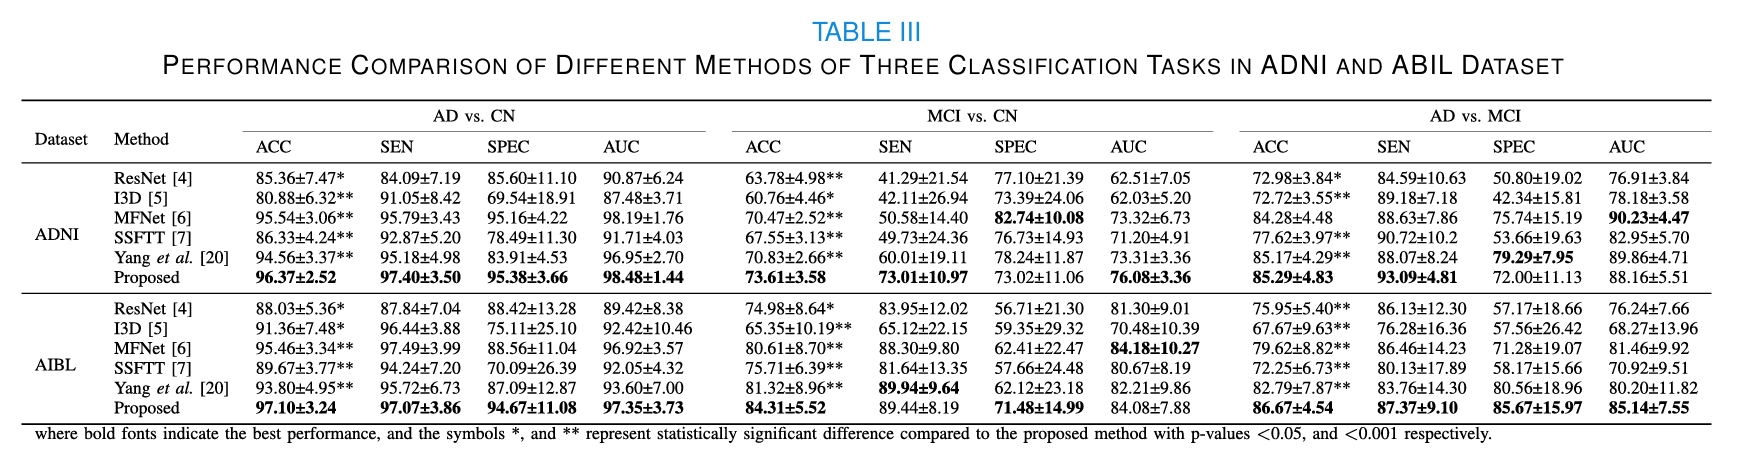 TABLE III
PERFORMANCE COMPARISON OF DIFFERENT METHODS OF THREE CLASSIFICATION TASKS IN ADNI AND ABIL DATASET
Dataset Method AD vs. CN MCI vs. CN AD vs. MCI
ACC SEN SPEC AUC ACC SEN SPEC AUC ACC SEN SPEC AUC
ADNI
ResNet [4] 85.36±7.47* 84.09±7.19 85.60±11.10 90.87±6.24 63.78±4.98** 41.29±21.54 77.10±21.39 62.51±7.05 72.98±3.84* 84.59±10.63 50.80±19.02 76.91±3.84
I3D [5] 80.88±6.32** 91.05±8.42 69.54±18.91 87.48±3.71 60.76±4.46* 42.11±26.94 73.39±24.06 62.03±5.20 72.72±3.55** 89.18±7.18 42.34±15.81 78.18±3.58
MFNet [6] 95.54±3.06** 95.79±3.43 95.16±4.22 98.19±1.76 70.47±2.52** 50.58±14.40 82.74±10.08 73.32±6.73 84.28±4.48 88.63±7.86 75.74±15.19 90.23±4.47
SSFTT [7] 86.33±4.24** 92.87±5.20 78.49±11.30 91.71±4.03 67.55±3.13** 49.73±24.36 76.73±14.93 71.20±4.91 77.62±3.97** 90.72±10.2 53.66±19.63 82.95±5.70
Yang et al. [20] 94.56±3.37** 95.18±4.98 83.91±4.53 96.95±2.70 70.83±2.66** 60.01±19.11 78.24±11.87 73.31±3.36 85.17±4.29** 88.07±8.24 79.29±7.95 89.86±4.71
Proposed 96.37±2.52 97.40±3.50 95.38±3.66 98.48±1.44 73.61±3.58 73.01±10.97 73.02±11.06 76.08±3.36 85.29±4.83 93.09±4.81 72.00±11.13 88.16±5.51
AIBL
ResNet [4] 88.03±5.36* 87.84±7.04 88.42±13.28 89.42±8.38 74.98±8.64* 83.95±12.02 56.71±21.30 81.30±9.01 75.95±5.40** 86.13±12.30 57.17±18.66 76.24±7.66
I3D [5] 91.36±7.48* 96.44±3.88 75.11±25.10 92.42±10.46 65.35±10.19** 65.12±22.15 59.35±29.32 70.48±10.39 67.67±9.63** 76.28±16.36 57.56±26.42 68.27±13.96
MFNet [6] 95.46±3.34** 97.49±3.99 88.56±11.04 96.92±3.57 80.61±8.70** 88.30±9.80 62.41±22.47 84.18±10.27 79.62±8.82** 86.46±14.23 71.28±19.07 81.46±9.92
SSFTT [7] 89.67±3.77** 94.24±7.20 70.09±26.39 92.05±4.32 75.71±6.39** 81.64±13.35 57.66±24.48 80.67±8.19 72.25±6.73** 80.13±17.89 58.17±15.66 70.92±9.51
Yang et al. [20] 93.80±4.95** 95.72±6.73 87.09±12.87 93.60±7.00 81.32±8.96** 89.94±9.64 62.12±23.18 82.21±9.86 82.79±7.87** 83.76±14.30 80.56±18.96 80.20±11.82
Proposed 97.10±3.24 97.07±3.86 94.67±11.08 97.35±3.73 84.31±5.52 89.44±8.19 71.48±14.99 84.08±7.88 86.67±4.54 87.37±9.10 85.67±15.97 85.14±7.55
where bold fonts indicate the best performance, and the symbols *, and ** represent statistically significant difference compared to the proposed method with p-values <0.05, and <0.001 respectively.